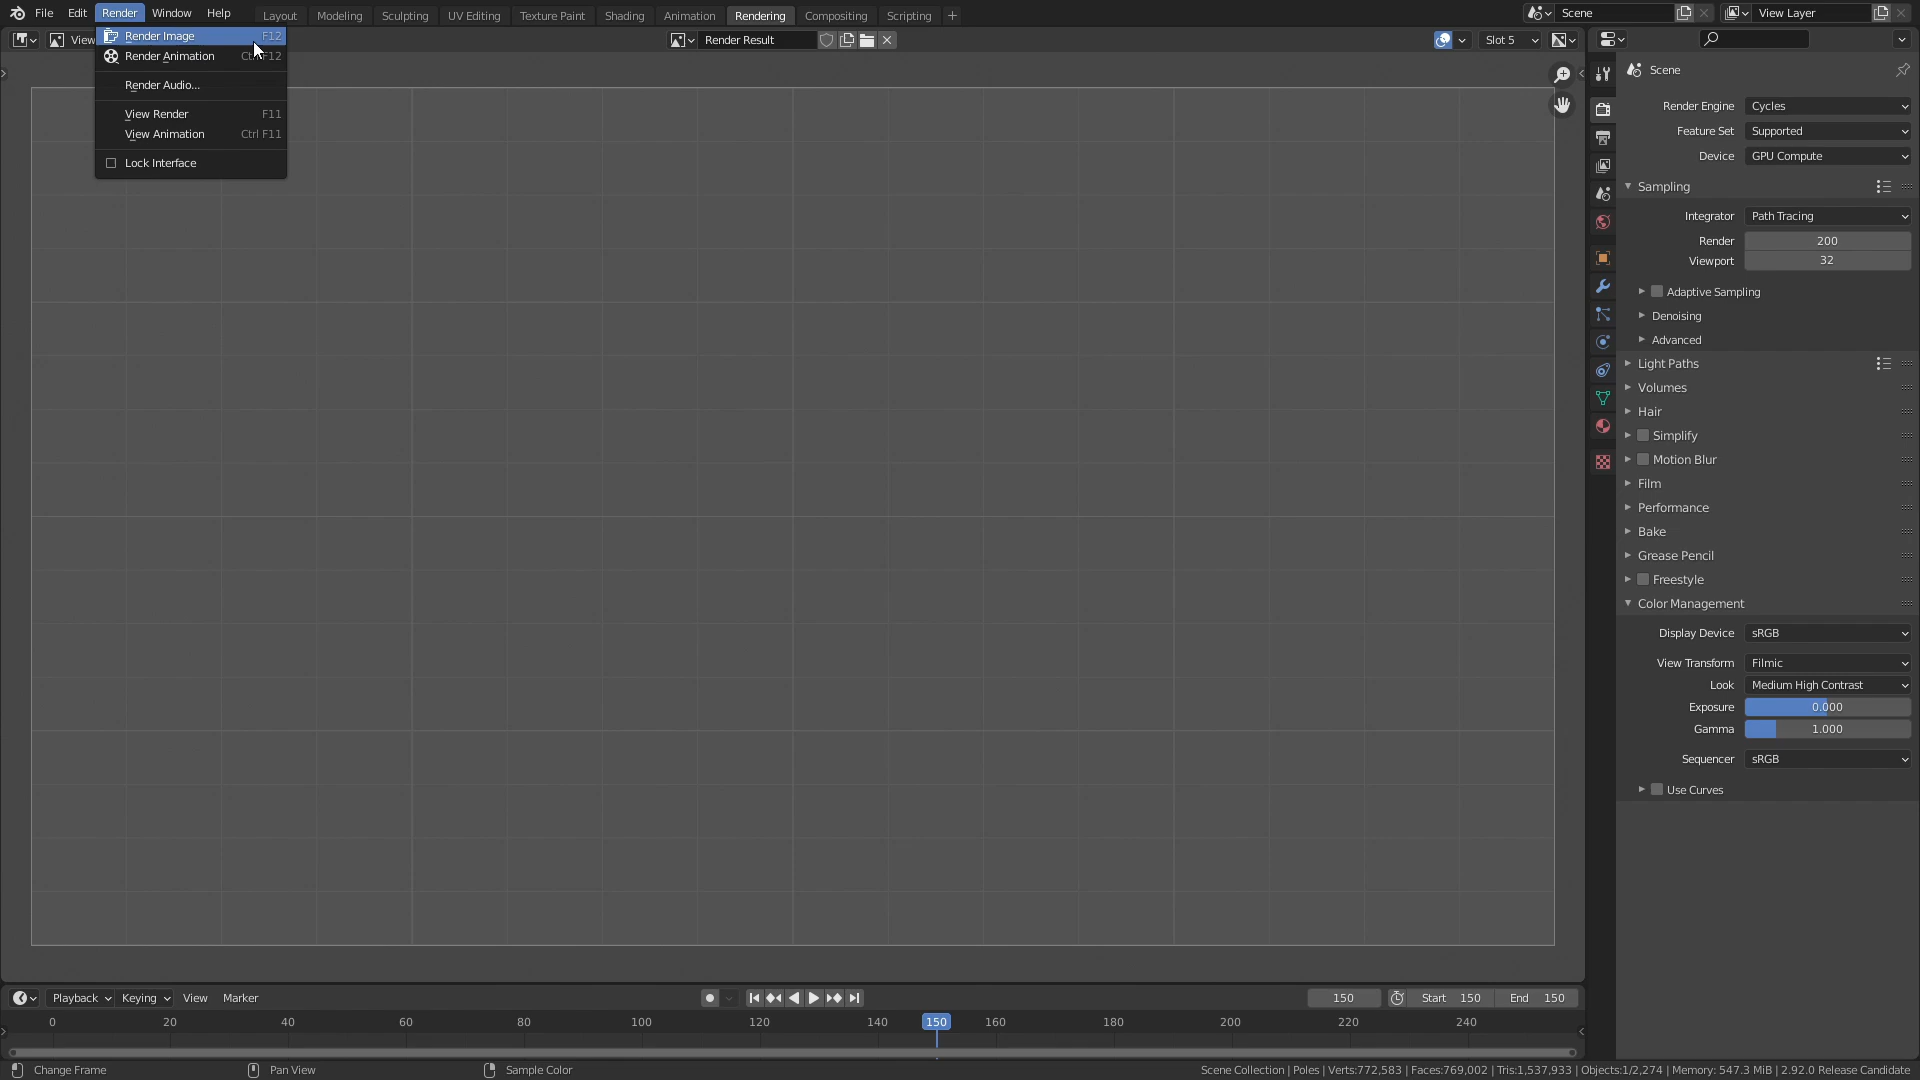 File Edit Render Window Help Layout Modeling Sculpting UV Editing Texture Paint Shading Animation Rendering Compositing Scripting + Scene View Layer
View Render Result Slot 5
Render Image F12
Render Animation
Render Audio...
View Render F11
View Animation Ctrl F11
Lock Interface
Scene
Render Engine Cycles
Feature Set Supported
Device GPU Compute
Sampling
Integrator Path Tracing
Render 200
Viewport 32
Adaptive Sampling
Denoising
Advanced
Light Paths
Volumes
Hair
Simplify
Motion Blur
Film
Performance
Bake
Grease Pencil
Freestyle
Color Management
Display Device sRGB
View Transform Filmic
Look Medium High Contrast
Exposure 0.000
Gamma 1.000
Sequencer sRGB
Use Curves
Playback Keying View Marker 150 Start 150 End 150
0 20 40 60 80 100 120 140 150 160 180 200 220 240
Change Frame Pan View Sample Color Scene Collection | Poles | Verts:772,583 | Faces:769,002 | Tris:1,537,933 | Objects:1/2,274 | Memory: 547.3 MiB | 2.92.0 Release Candidate